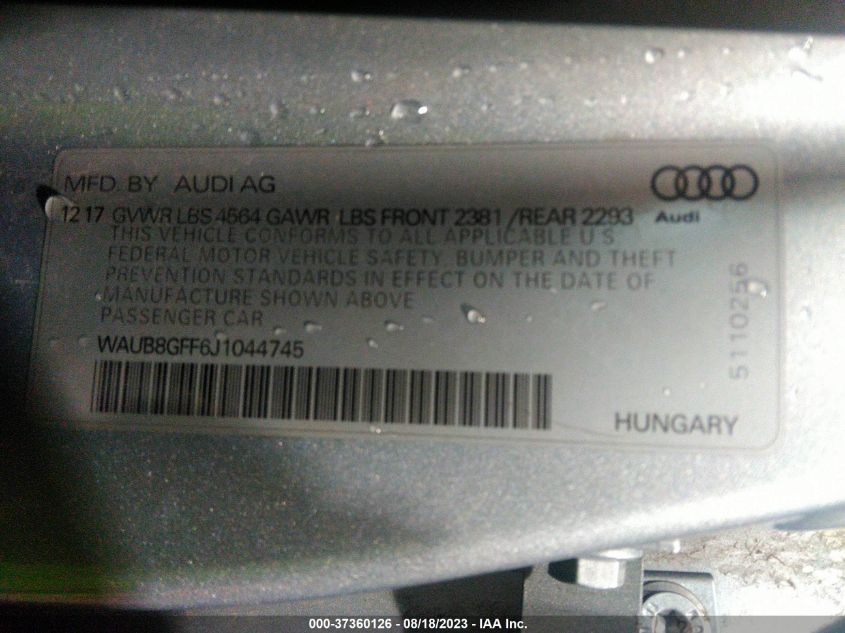 MFD. BY AUDI AG
Audi
12 17 GVWR LBS 4564 GAWR LBS FRONT 2381 /REAR 2293
THIS VEHICLE CONFORMS TO ALL APPLICABLE U S
FEDERAL MOTOR VEHICLE SAFETY, BUMPER AND THEFT
PREVENTION STANDARDS IN EFFECT ON THE DATE OF
MANUFACTURE SHOWN ABOVE
PASSENGER CAR
WAUB8GFF6J1044745
5110256
HUNGARY
000-37360126 - 08/18/2023 - IAA Inc.